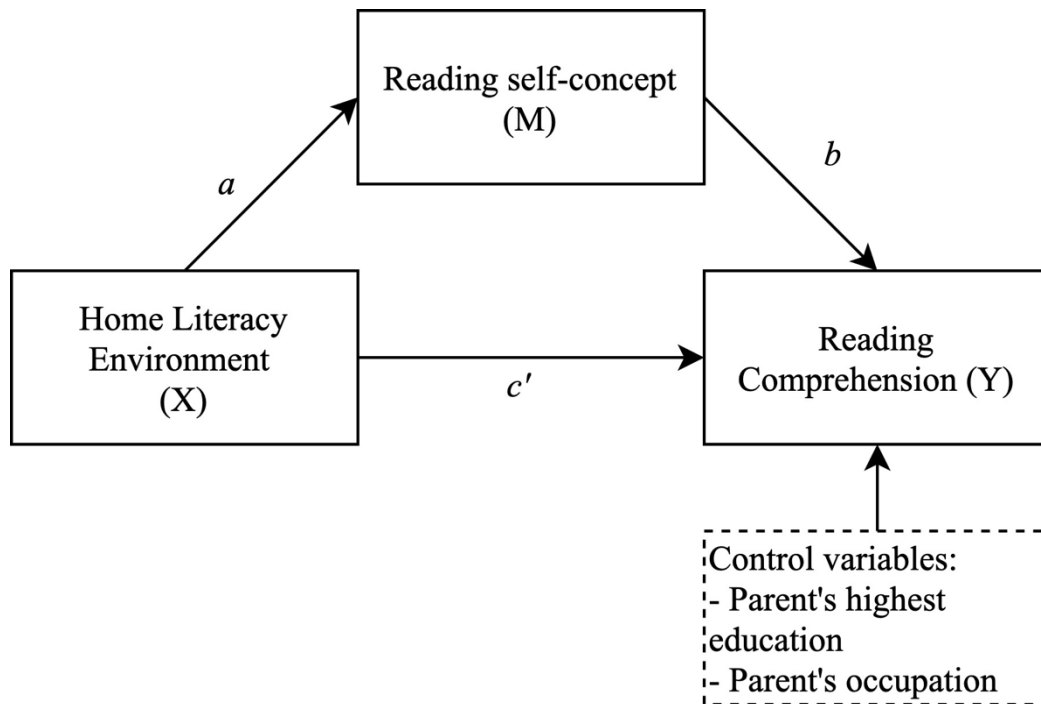 Reading self-concept
(M)
a
b
Home Literacy
Environment
(X)
c'
Reading
Comprehension (Y)
Control variables:
- Parent's highest
education
- Parent's occupation